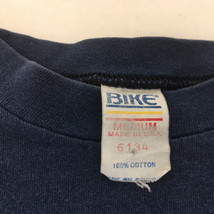 BIKE
MEDIUM
MADE IN U.S.A.
6134
100% COTTON